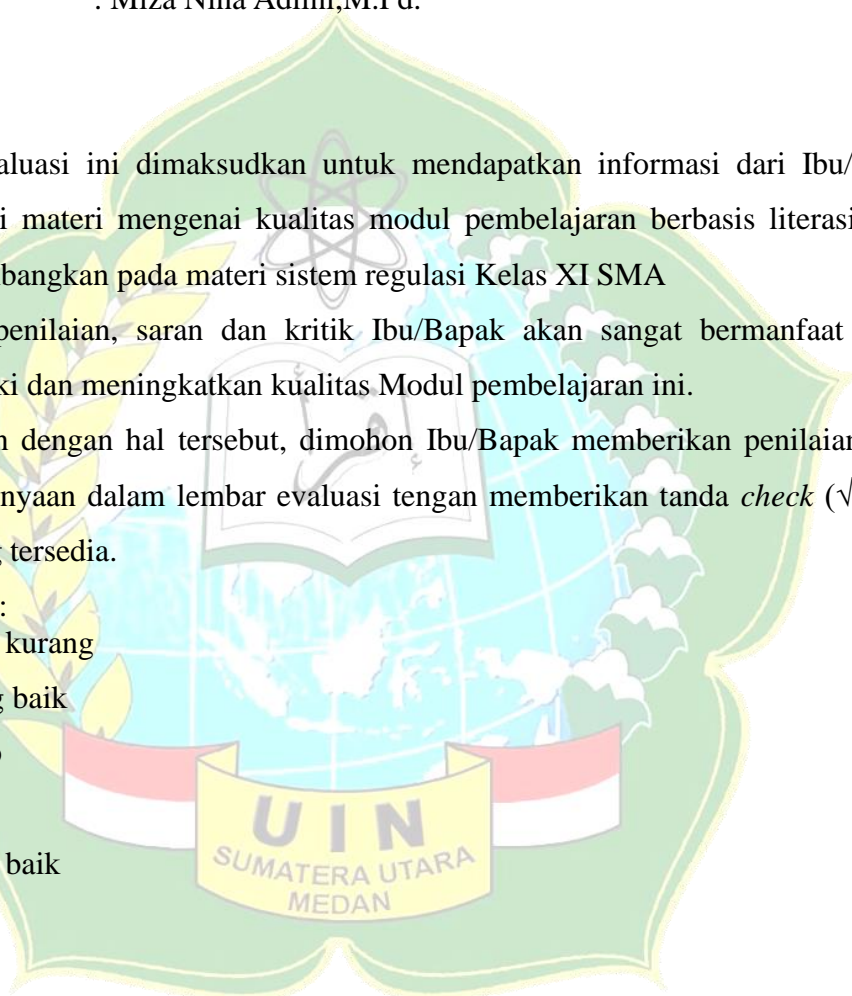 : Miza Nina Adlini,M.Pd.
aluasi ini dimaksudkan untuk mendapatkan informasi dari Ibu/
i materi mengenai kualitas modul pembelajaran berbasis literasi
bangkan pada materi sistem regulasi Kelas XI SMA
penilaian, saran dan kritik Ibu/Bapak akan sangat bermanfaat
ki dan meningkatkan kualitas Modul pembelajaran ini.
n dengan hal tersebut, dimohon Ibu/Bapak memberikan penilaian
nyaan dalam lembar evaluasi tengan memberikan tanda check (√
g tersedia.
:
kurang
g baik
baik
UIN
SUMATERA UTARA
MEDAN